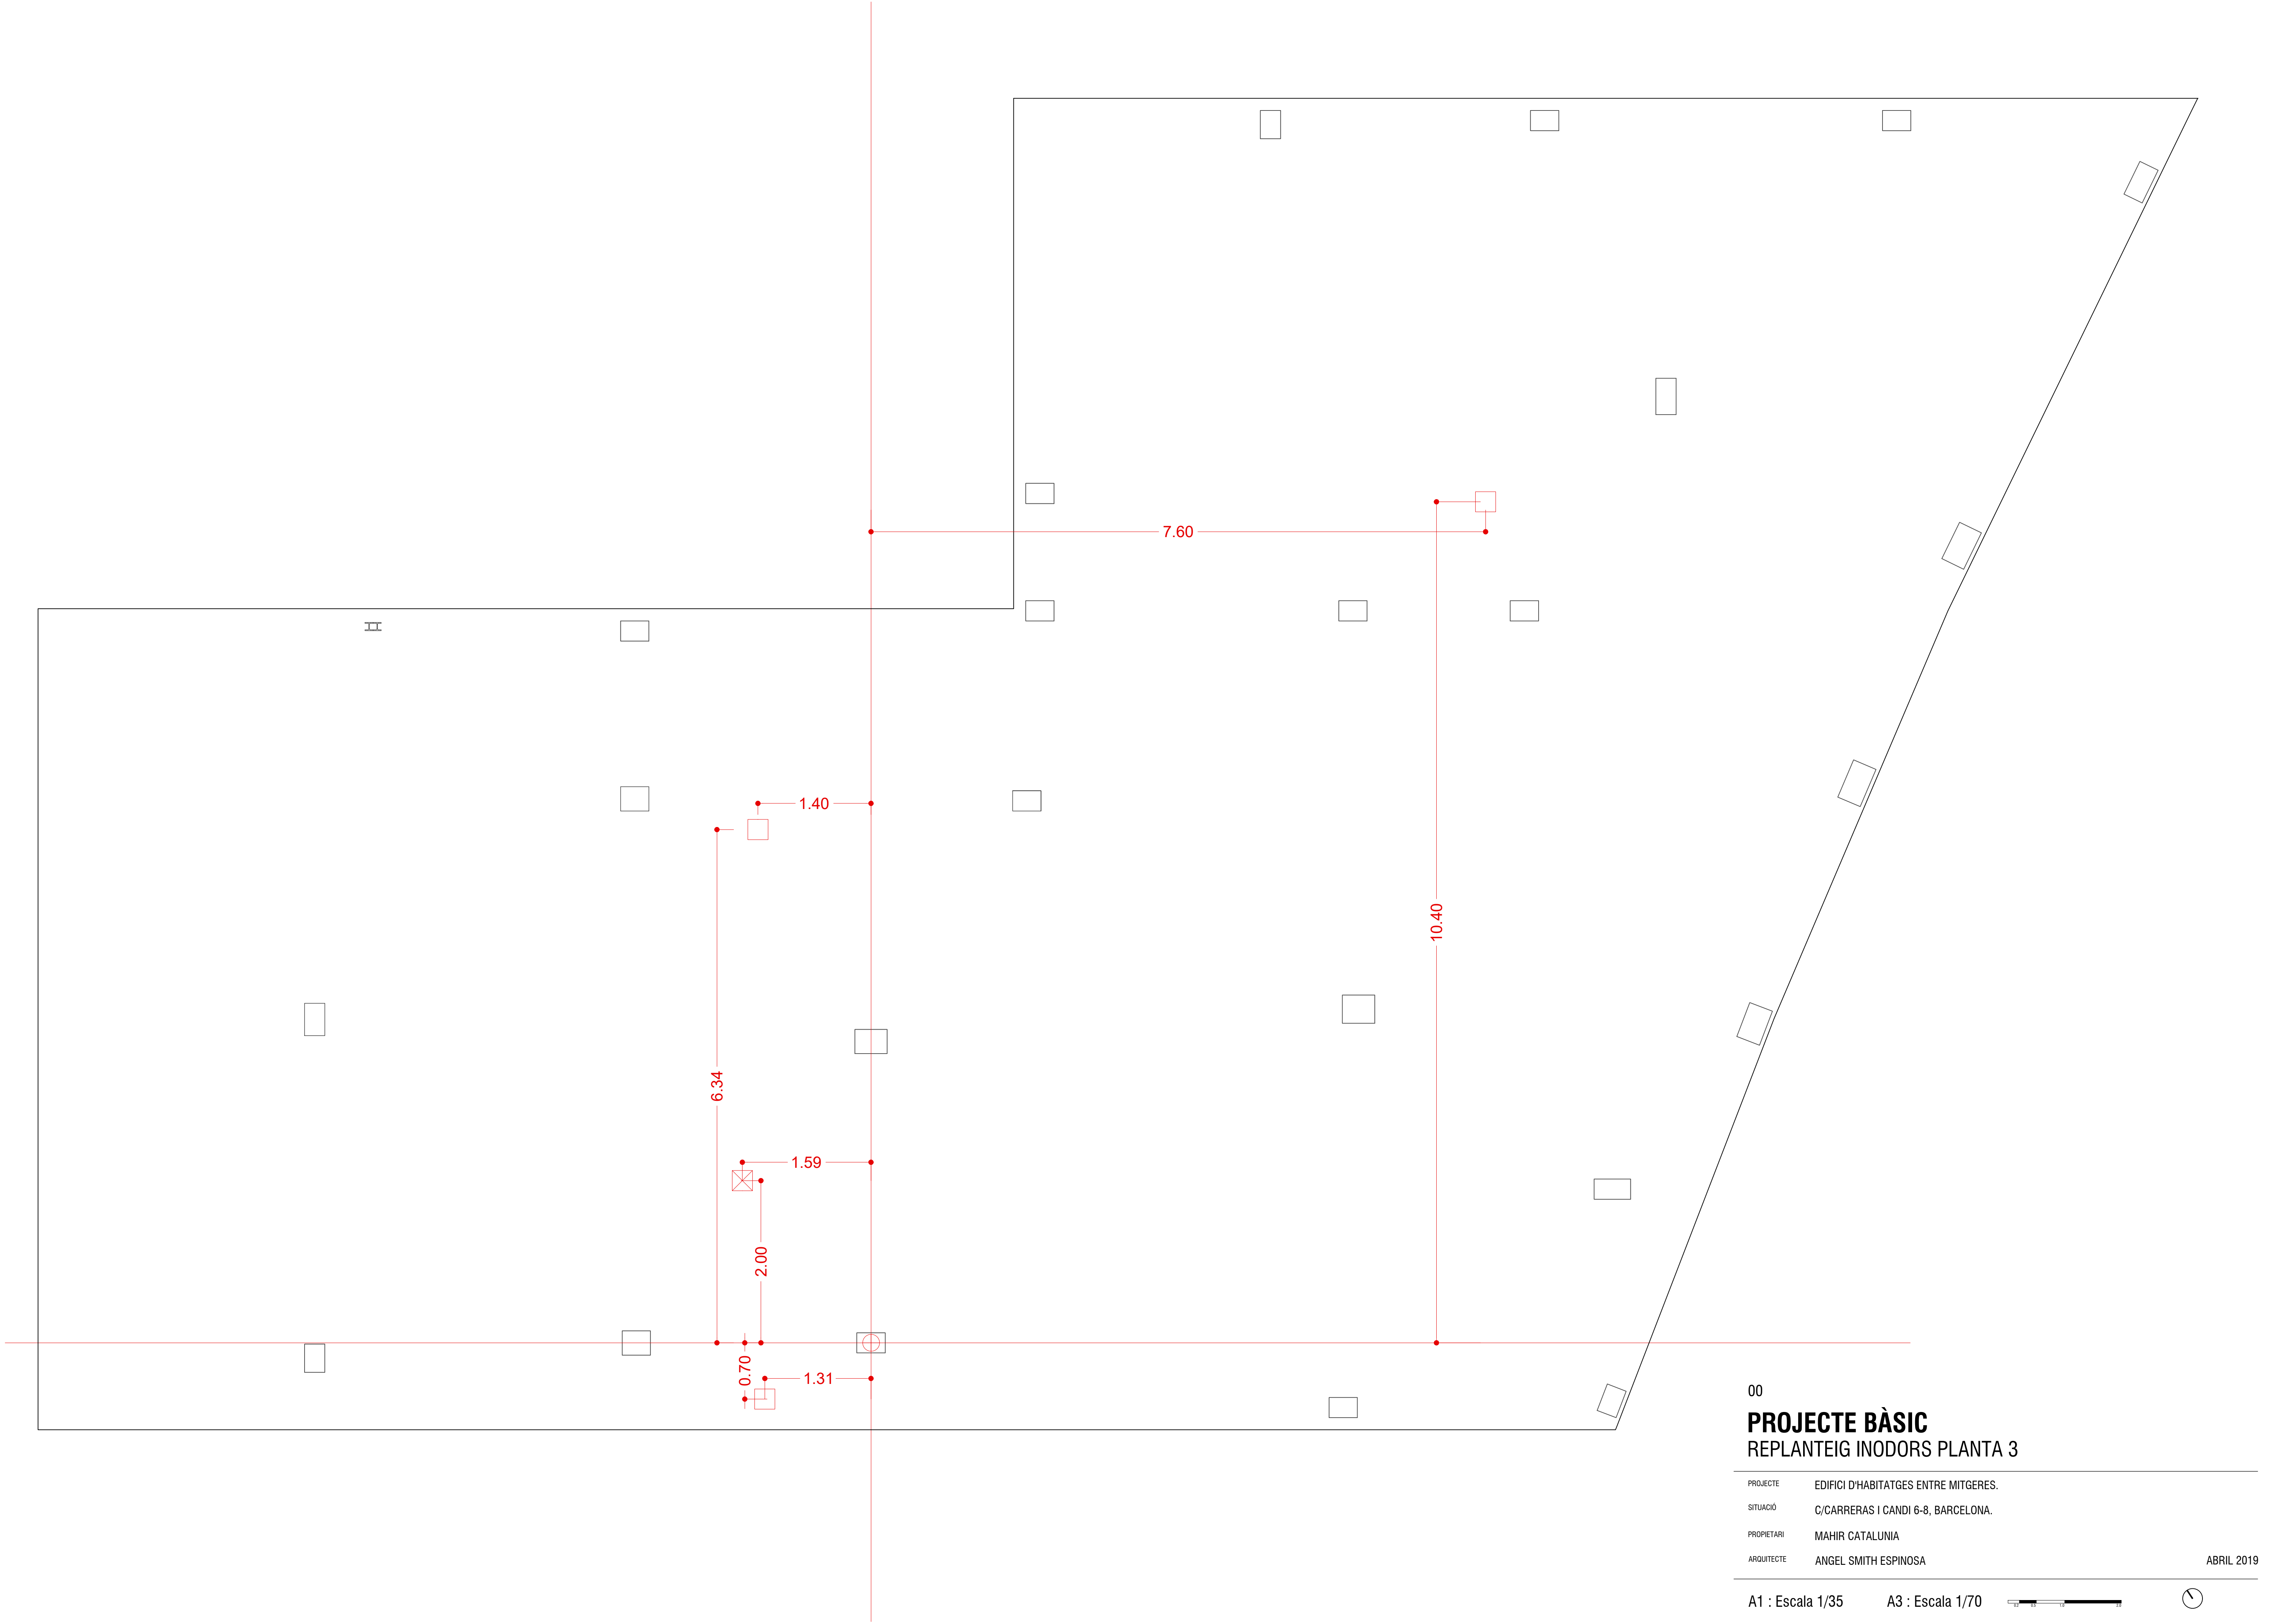 7.60
1.40
10.40
6.34
1.59
2.00
0.70
1.31
00
PROJECTE BÀSIC
REPLANTEIG INODORS PLANTA 3
PROJECTE EDIFICI D'HABITATGES ENTRE MITGERES.
SITUACIÓ C/CARRERAS I CANDI 6-8, BARCELONA.
PROPIETARI MAHIR CATALUNIA
ARQUITECTE ANGEL SMITH ESPINOSA ABRIL 2019
A1 : Escala 1/35 A3 : Escala 1/70